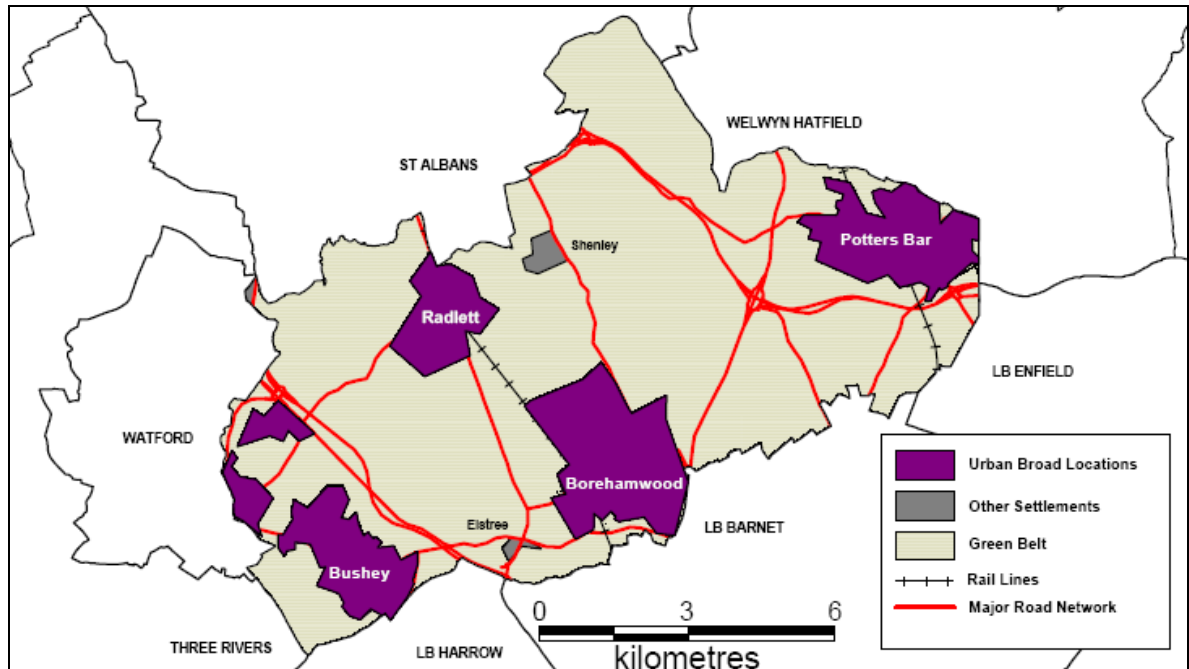 WELWYN HATFIELD
ST ALBANS
Potters Bar
Shenley
Radlett
LB ENFIELD
WATFORD
Borehamwood
Elstree
LB BARNET
Bushey
THREE RIVERS
LB HARROW
0 3 6
kilometres
Urban Broad Locations
Other Settlements
Green Belt
Rail Lines
Major Road Network